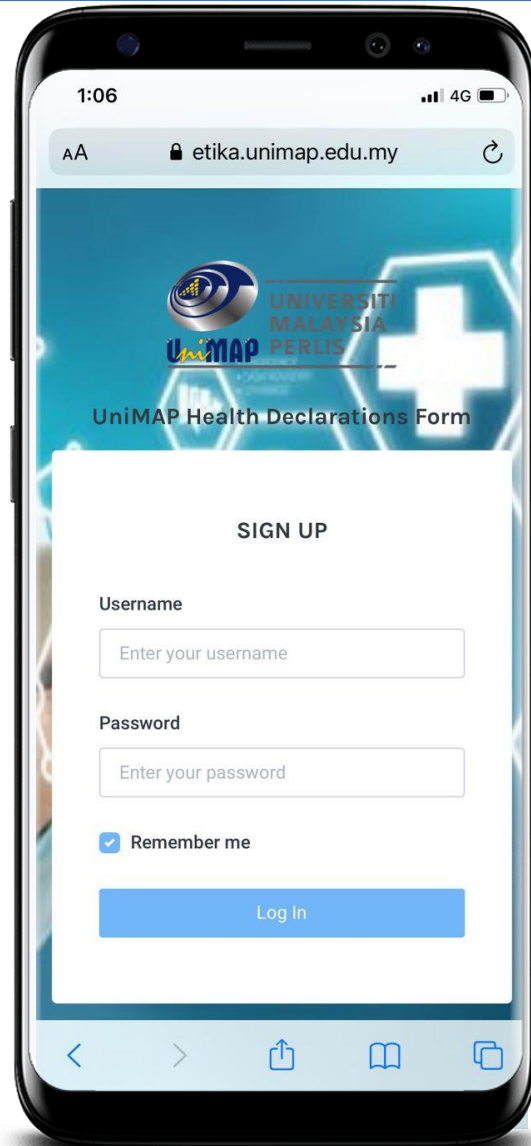 1:06
4G
AA
etika.unimap.edu.my
UniMAP
UNIVERSITI
MALAYSIA
PERLIS
UniMAP Health Declarations Form
SIGN UP
Username
Enter your username
Password
Enter your password
Remember me
Log In